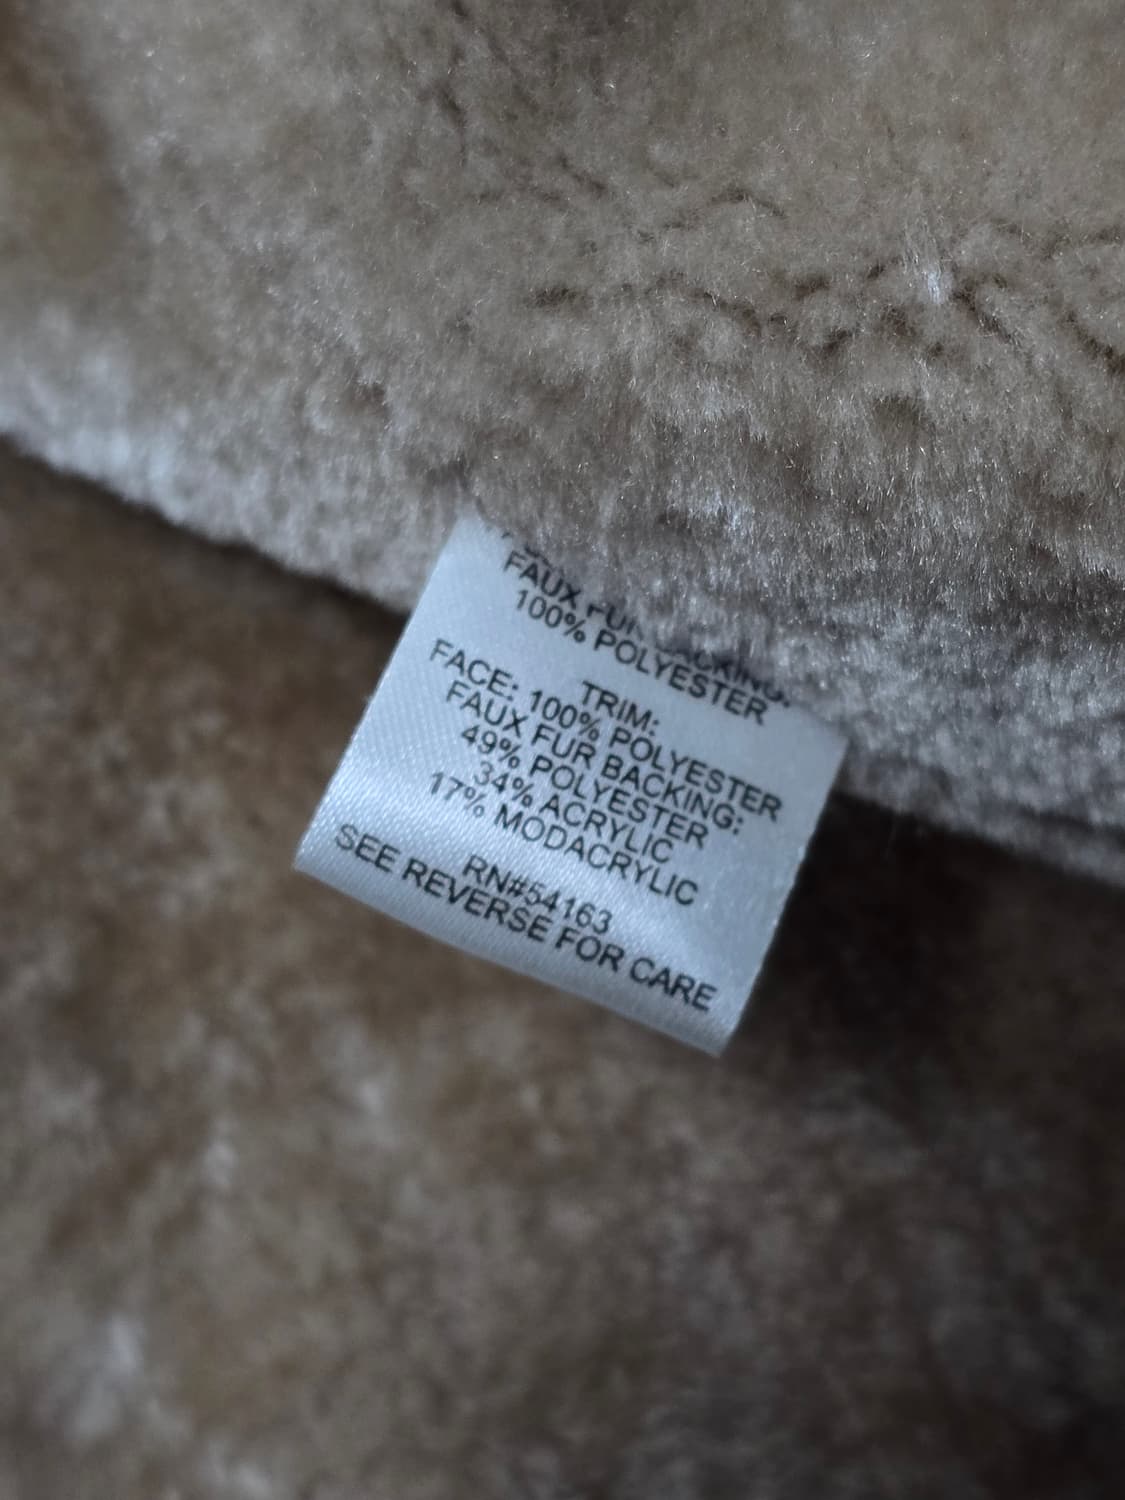 FAUX FUR BACKING:
100% POLYESTER
TRIM:
FACE: 100% POLYESTER
FAUX FUR BACKING:
49% POLYESTER
34% ACRYLIC
17% MODACRYLIC
RN#54163
SEE REVERSE FOR CARE